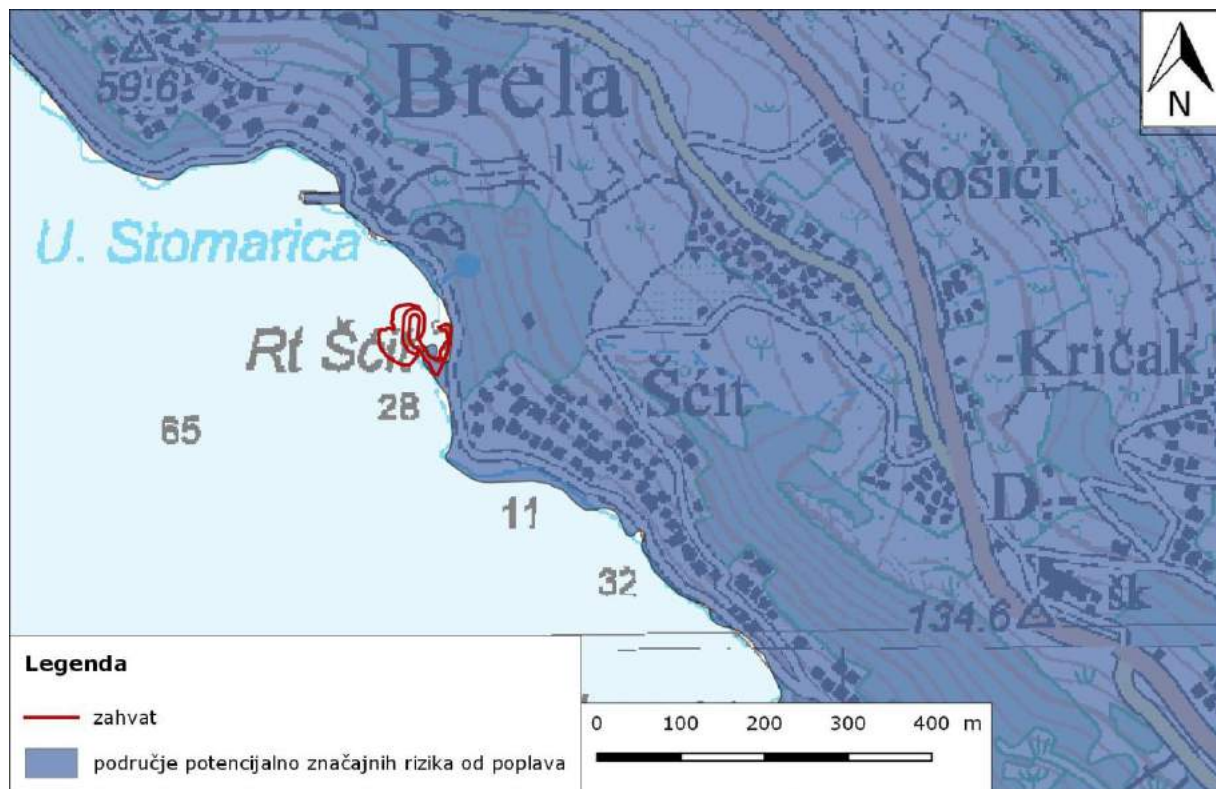 Brela
59.6
N
Šošići
U. Stomarica
Rt
-Kričak
Šćit
28
65
D.-
11
32
134.6
šk
Legenda
zahvat
područje potencijalno značajnih rizika od poplava
0 100 200 300 400 m